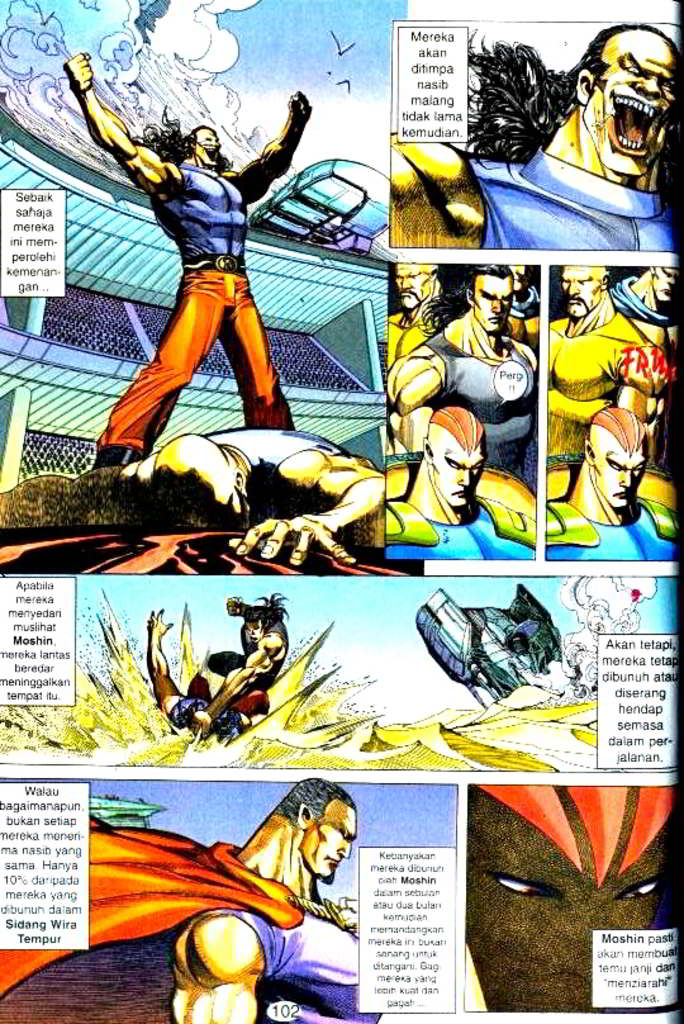 Sebaik
sahaja
mereka
ini mem-
perolehi
kemenan-
gan ..
Mereka
akan
ditimpa
nasib
malang
tidak lama
kemudian.
Pergi
!!
Apabila
mereka
menyedari
muslihat
Moshin,
mereka lantas
beredar
meninggalkan
tempat itu.
Akan tetapi,
mereka tetap
dibunuh atau
diserang
hendap
semasa
dalam per-
jalanan.
Walau
bagaimanapun,
bukan setiap
mereka meneri-
ma nasib yang
sama. Hanya
10% daripada
mereka yang
dibunuh dalam
Sidang Wira
Tempur
Kebanyakan
mereka dibunuh
oleh Moshin
dalam sebulan
atau dua bulan
kemudian
memandangkan
mereka ini bukan
senang untuk
ditangani. Gagi
mereka yang
lebih kuat dan
gagah ...
Moshin pasti
akan membuat
temu janji dan
"menziarahi"
mereka.
102